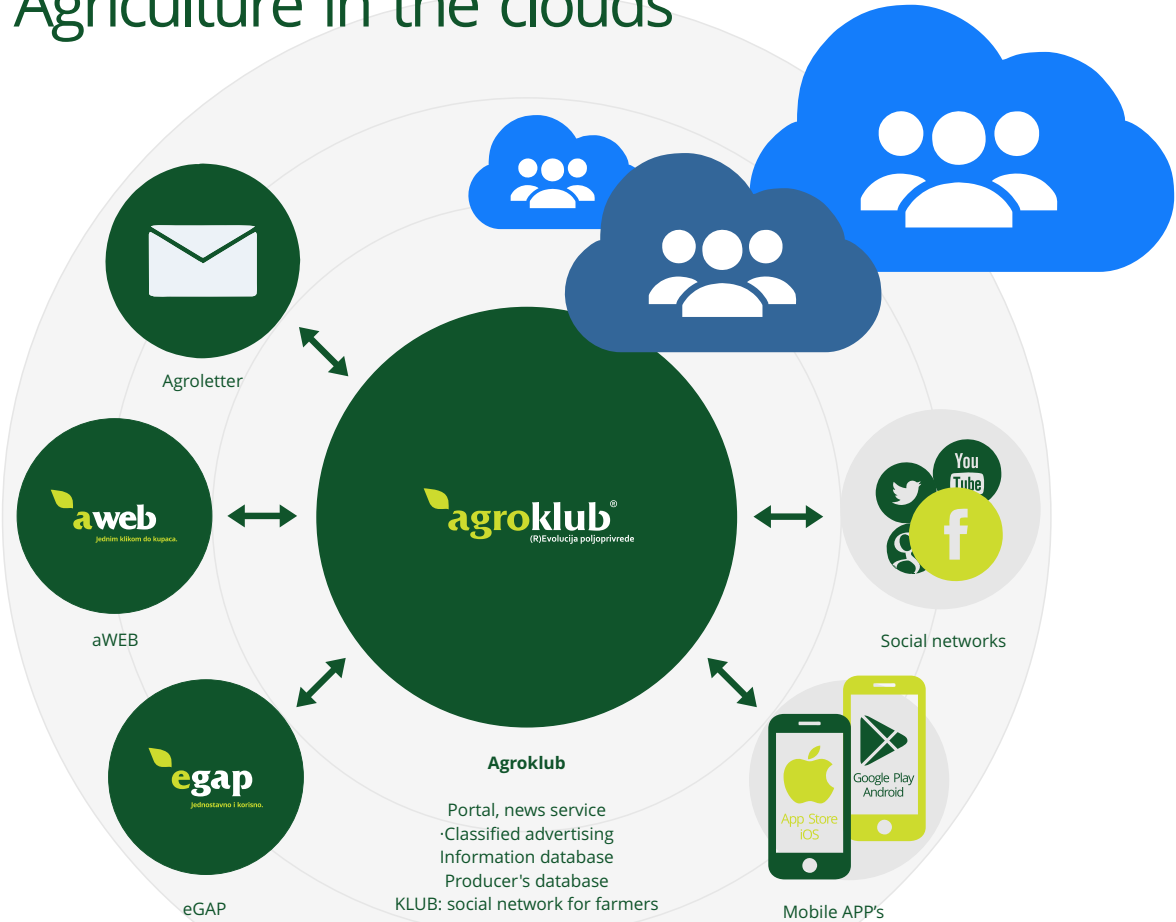 Agriculture in the clouds
Agroletter
aweb
Jednim klikom do kupaca.
aWEB
agroklub®
(R)Evolucija poljoprivrede
You
Tube
f
g
Social networks
egap
Jednostavno i korisno.
eGAP
Agroklub
Portal, news service
·Classified advertising
Information database
Producer's database
KLUB: social network for farmers
Google Play
Android
App Store
iOS
Mobile APP's